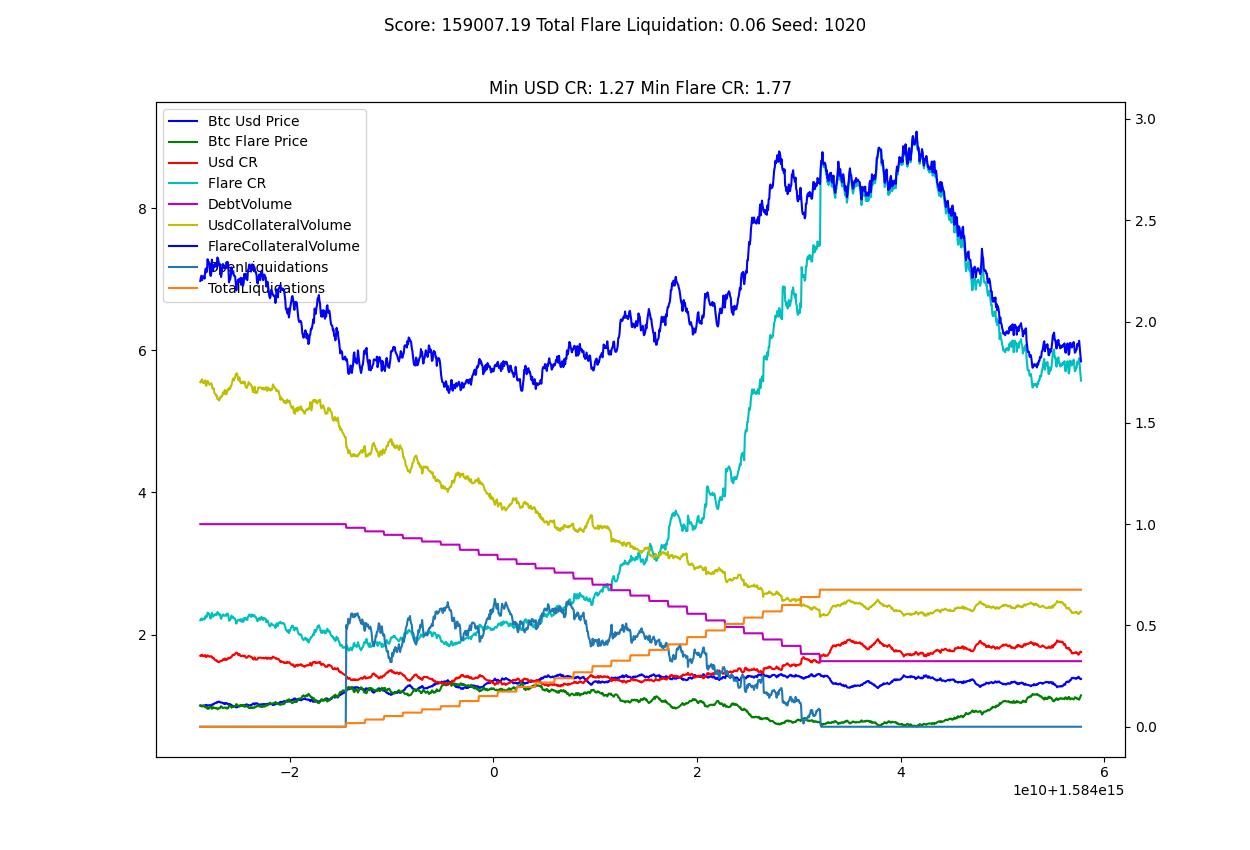 Score: 159007.19 Total Flare Liquidation: 0.06 Seed: 1020
Min USD CR: 1.27 Min Flare CR: 1.77
Btc Usd Price
Btc Flare Price
Usd CR
Flare CR
DebtVolume
UsdCollateralVolume
FlareCollateralVolume
OpenLiquidations
TotalLiquidations
8
6
4
2
3.0
2.5
2.0
1.5
1.0
0.5
0.0
−2
0
2
4
6
1e10+1.584e15